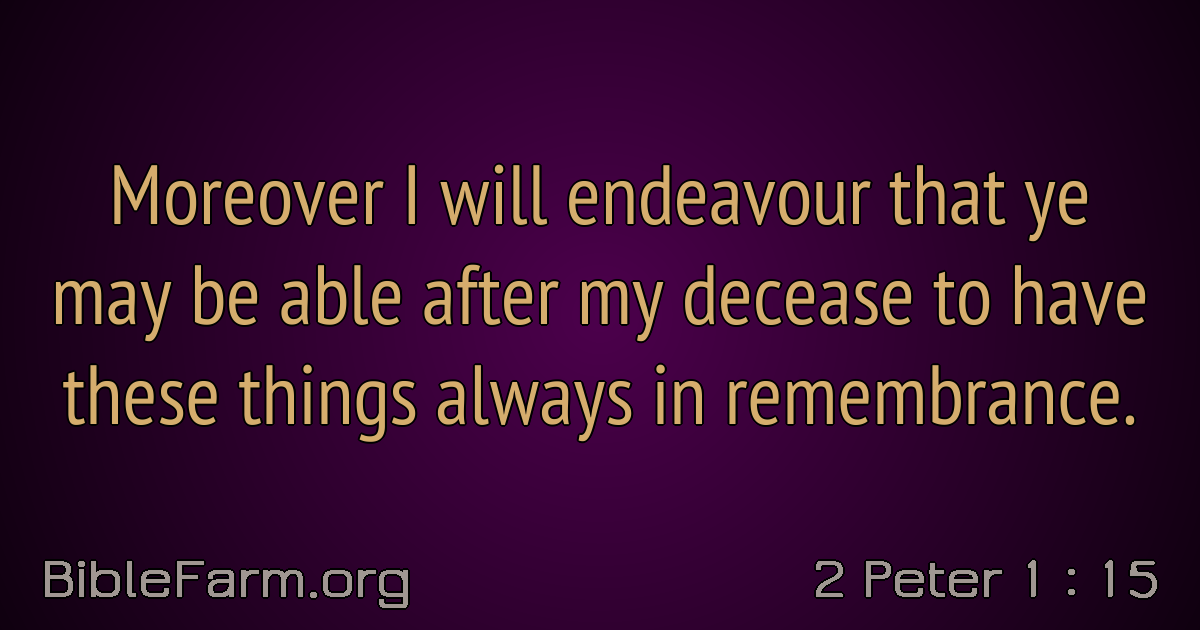 Moreover I will endeavour that ye
may be able after my decease to have
these things always in remembrance.
BibleFarm.org
2 Peter 1 : 15